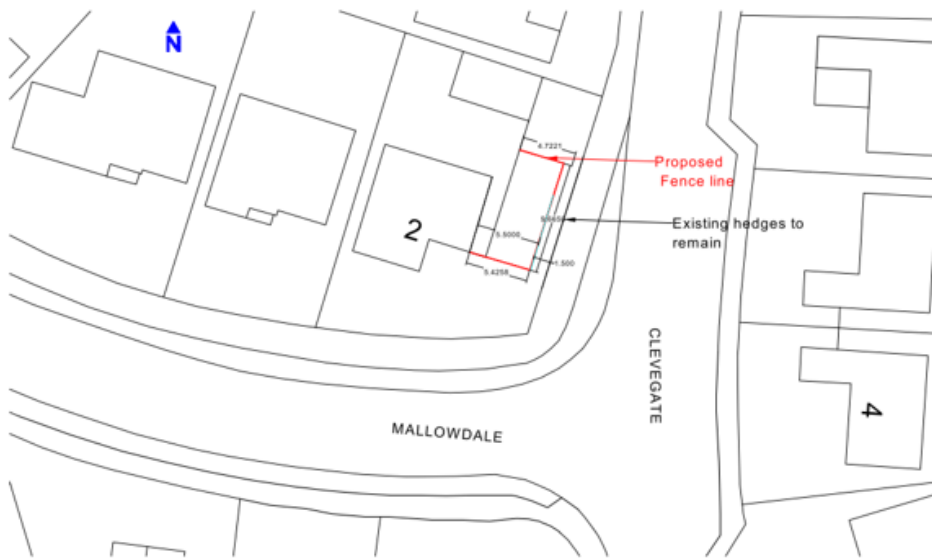 N
4.7221
Proposed
Fence line
2
Existing hedges to
remain
5.5000
1.500
5.4258
CLEVEGATE
4
MALLOWDALE